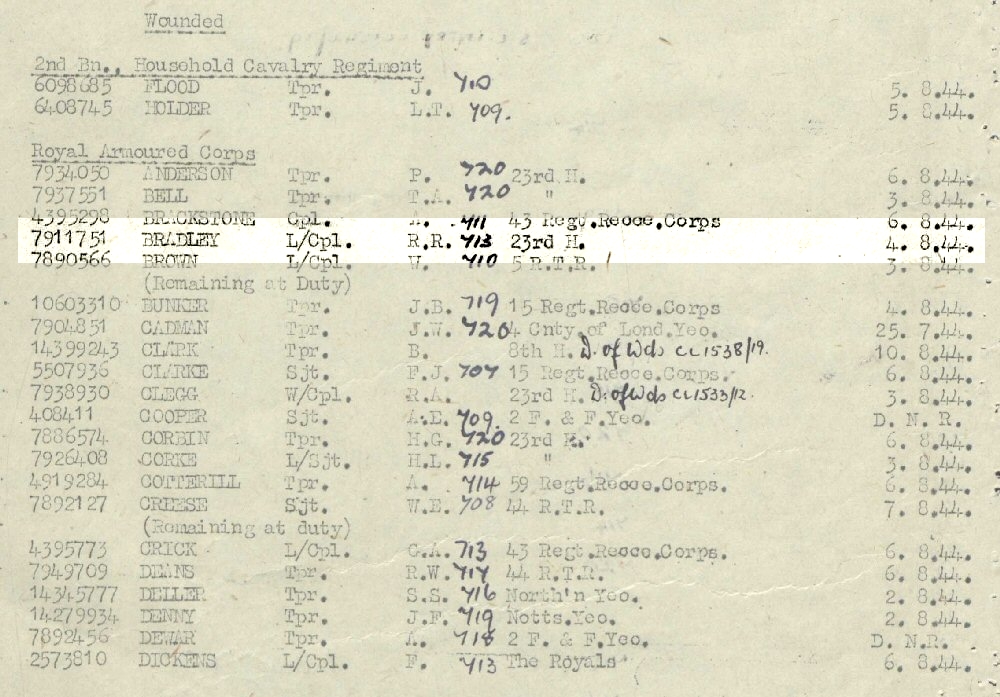 Wounded
2nd Bn., Household Cavalry Regiment
6098685 FLOOD Tpr. J. 710 5. 8.44.
6408745 HOLDER Tpr. L.T. 709. 5. 8.44.
Royal Armoured Corps
7934050 ANDERSON Tpr. P. 720 23rd H. 6. 8.44.
7937551 BELL Tpr. T.A. 720 " 3. 8.44.
4395298 BRACKSTONE Cpl. A. 711 43 Regt.Recce.Corps 6. 8.44.
7911751 BRADLEY L/Cpl. R.R. 713 23rd H. 4. 8.44.
7890566 BROWN L/Cpl. W. 710 5 R.T.R. 3. 8.44.
(Remaining at Duty)
10603310 BUNKER Tpr. J.B. 719 15 Regt.Recce.Corps 4. 8.44.
7904851 CADMAN Tpr. J.W. 720 4 Cnty.of Lond.Yeo. 25. 7.44.
14399243 CLARK Tpr. B. 8th H. D. of Wds CC1538/19. 10. 8.44.
5507936 CLARKE Sjt. F.J. 707 15 Regt.Recce.Corps. 6. 8.44.
7938930 CLEGG W/Cpl. R.A. 23rd H. D. of Wds CC1533/12. 3. 8.44.
408411 COOPER Sjt. A.E. 709. 2 F. & F.Yeo. D. N. R.
7886574 CORBIN Tpr. H.G. 720 23rd H. 6. 8.44.
7926408 CORKE L/Sjt. H.L. 715 " 3. 8.44.
4919284 COTTERILL Tpr. A. 714 59 Regt.Recce.Corps. 6. 8.44.
7892127 CREESE Sjt. W.E. 708 44 R.T.R. 7. 8.44.
(Remaining at duty)
4395773 CRICK L/Cpl. G.A. 713 43 Regt.Recce.Corps. 6. 8.44.
7949709 DEANS Tpr. R.W. 717 44 R.T.R. 6. 8.44.
14345777 DELLER Tpr. S.S. 716 North'n Yeo. 2. 8.44.
14279934 DENNY Tpr. J.F. 719 Notts.Yeo. 2. 8.44.
7892456 DEWAR Tpr. A. 718 2 F. & F.Yeo. D. N.R.
2573810 DICKENS L/Cpl. F. 713 The Royals 6. 8.44.